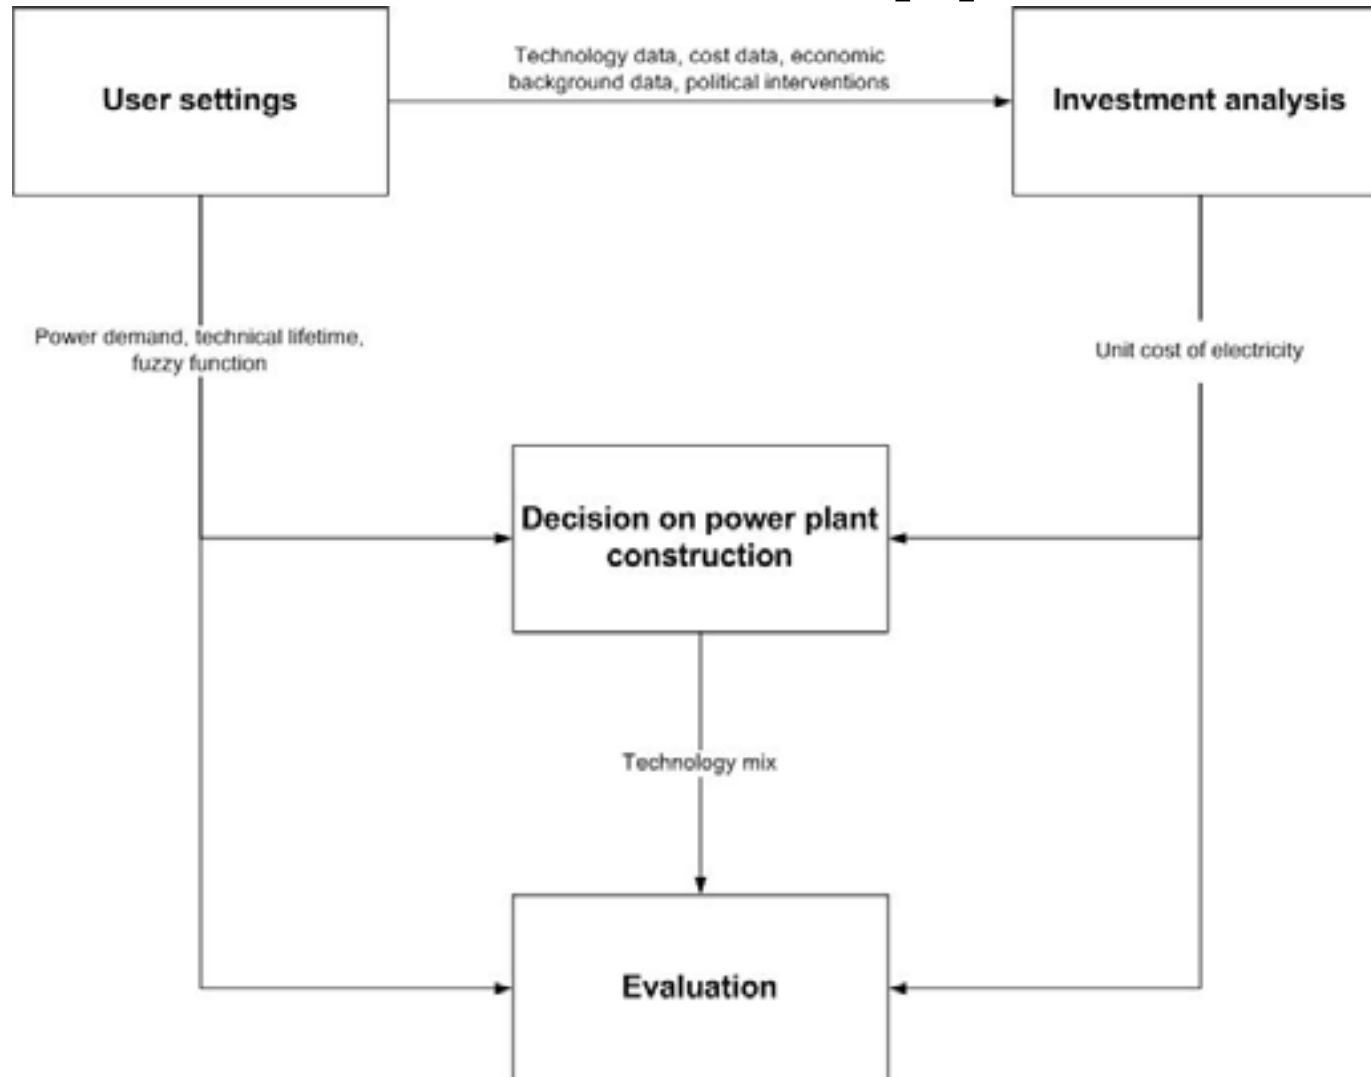 User settings
Technology data, cost data, economic
background data, political interventions
Investment analysis
Power demand, technical lifetime,
fuzzy function
Unit cost of electricity
Decision on power plant
construction
Technology mix
Evaluation